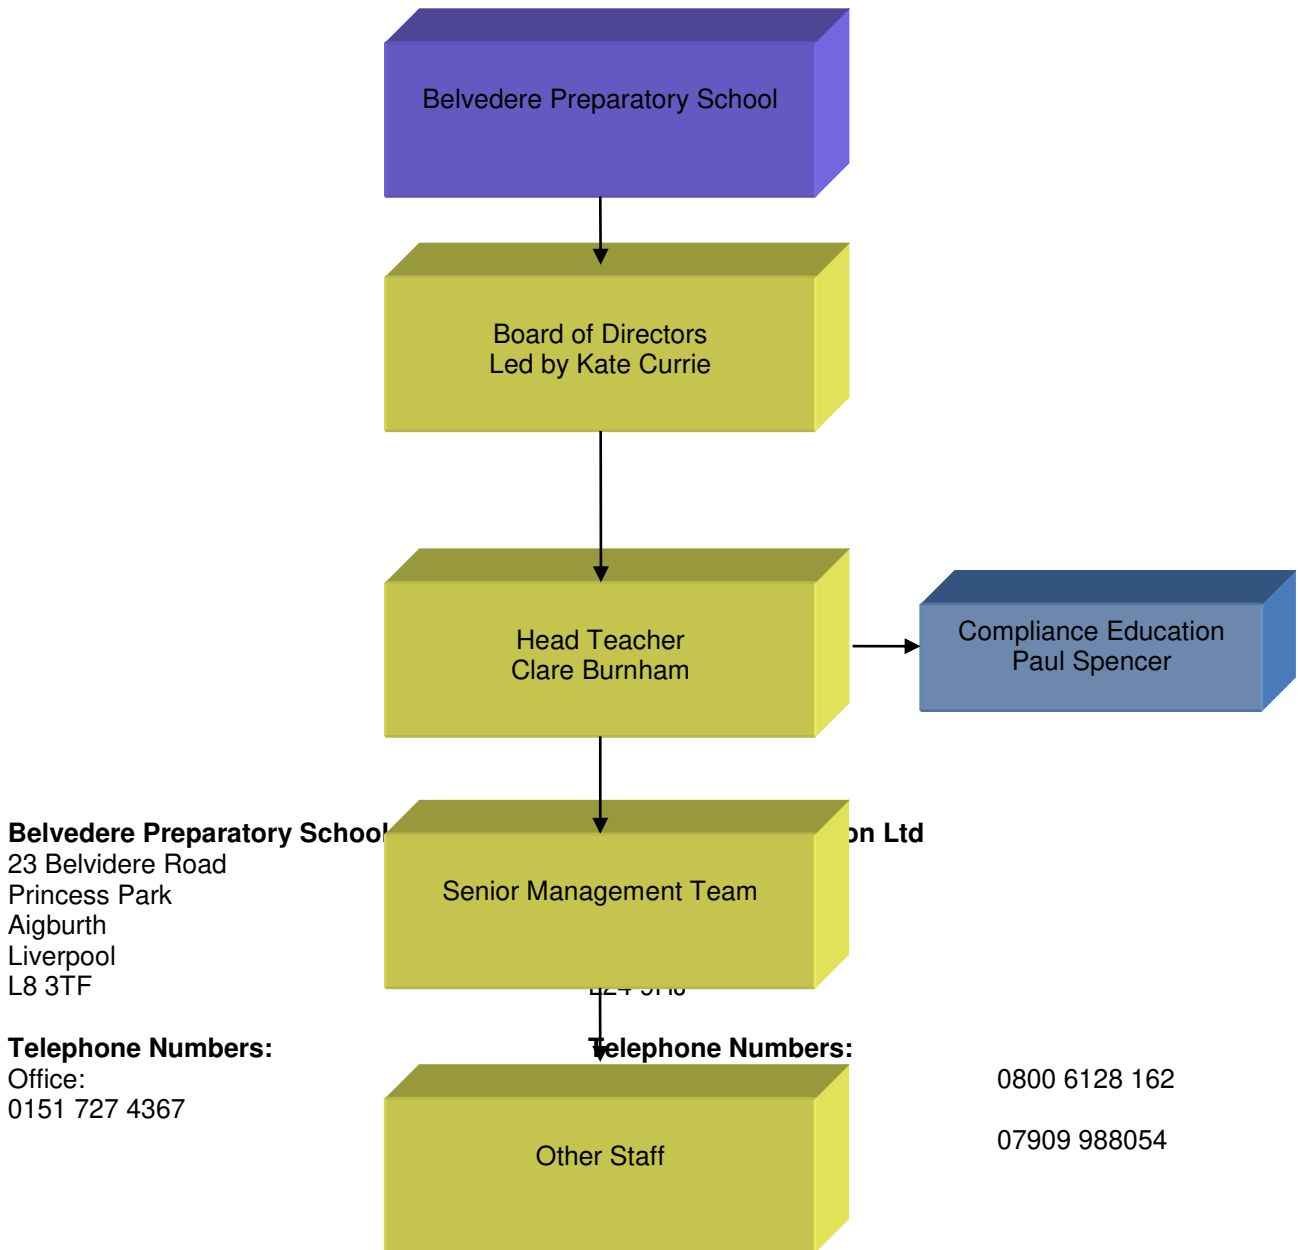 Belvedere Preparatory School
Board of Directors
Led by Kate Currie
Head Teacher
Clare Burnham
Compliance Education
Paul Spencer
Belvedere Preparatory School
23 Belvidere Road
Princess Park
Aigburth
Liverpool
L8 3TF
Telephone Numbers:
Office:
0151 727 4367
Ltd
Senior Management Team
Telephone Numbers:
0800 6128 162
07909 988054
Other Staff